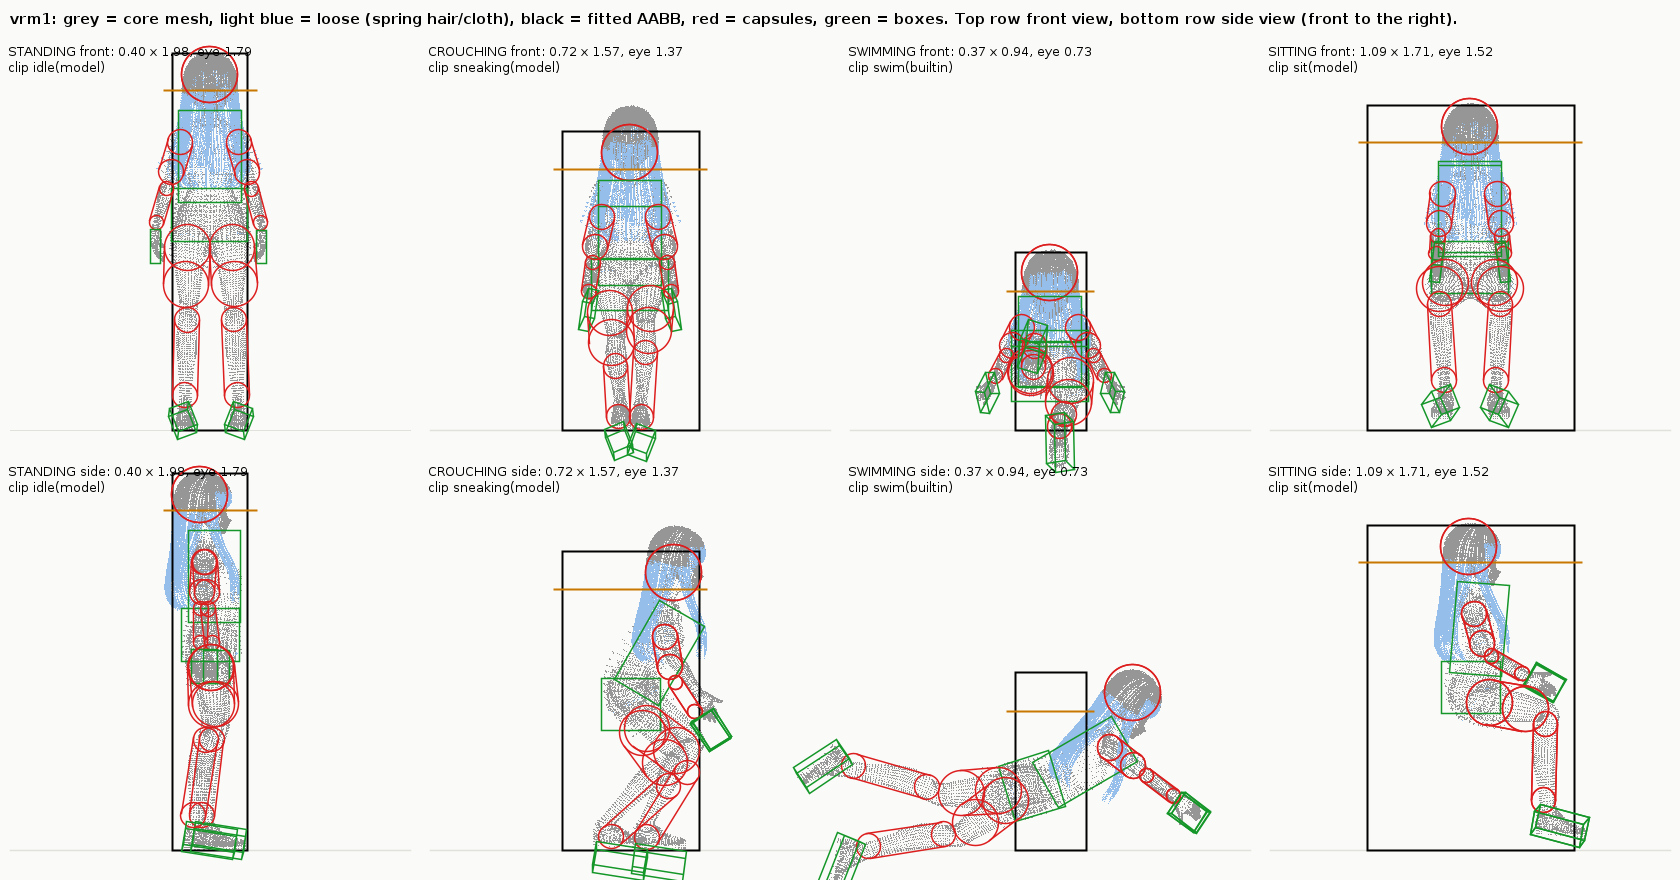 vrm1: grey = core mesh, light blue = loose (spring hair/cloth), black = fitted AABB, red = capsules, green = boxes. Top row front view, bottom row side view (front to the right).
STANDING front: 0.40 x 1.98, eye 1.79
clip idle(model)
CROUCHING front: 0.72 x 1.57, eye 1.37
clip sneaking(model)
SWIMMING front: 0.37 x 0.94, eye 0.73
clip swim(builtin)
SITTING front: 1.09 x 1.71, eye 1.52
clip sit(model)
STANDING side: 0.40 x 1.98, eye 1.79
clip idle(model)
CROUCHING side: 0.72 x 1.57, eye 1.37
clip sneaking(model)
SWIMMING side: 0.37 x 0.94, eye 0.73
clip swim(builtin)
SITTING side: 1.09 x 1.71, eye 1.52
clip sit(model)